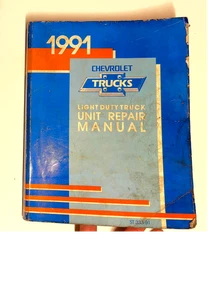 1991
CHEVROLET
TRUCKS
LIGHT DUTY TRUCK
UNIT REPAIR
MANUAL